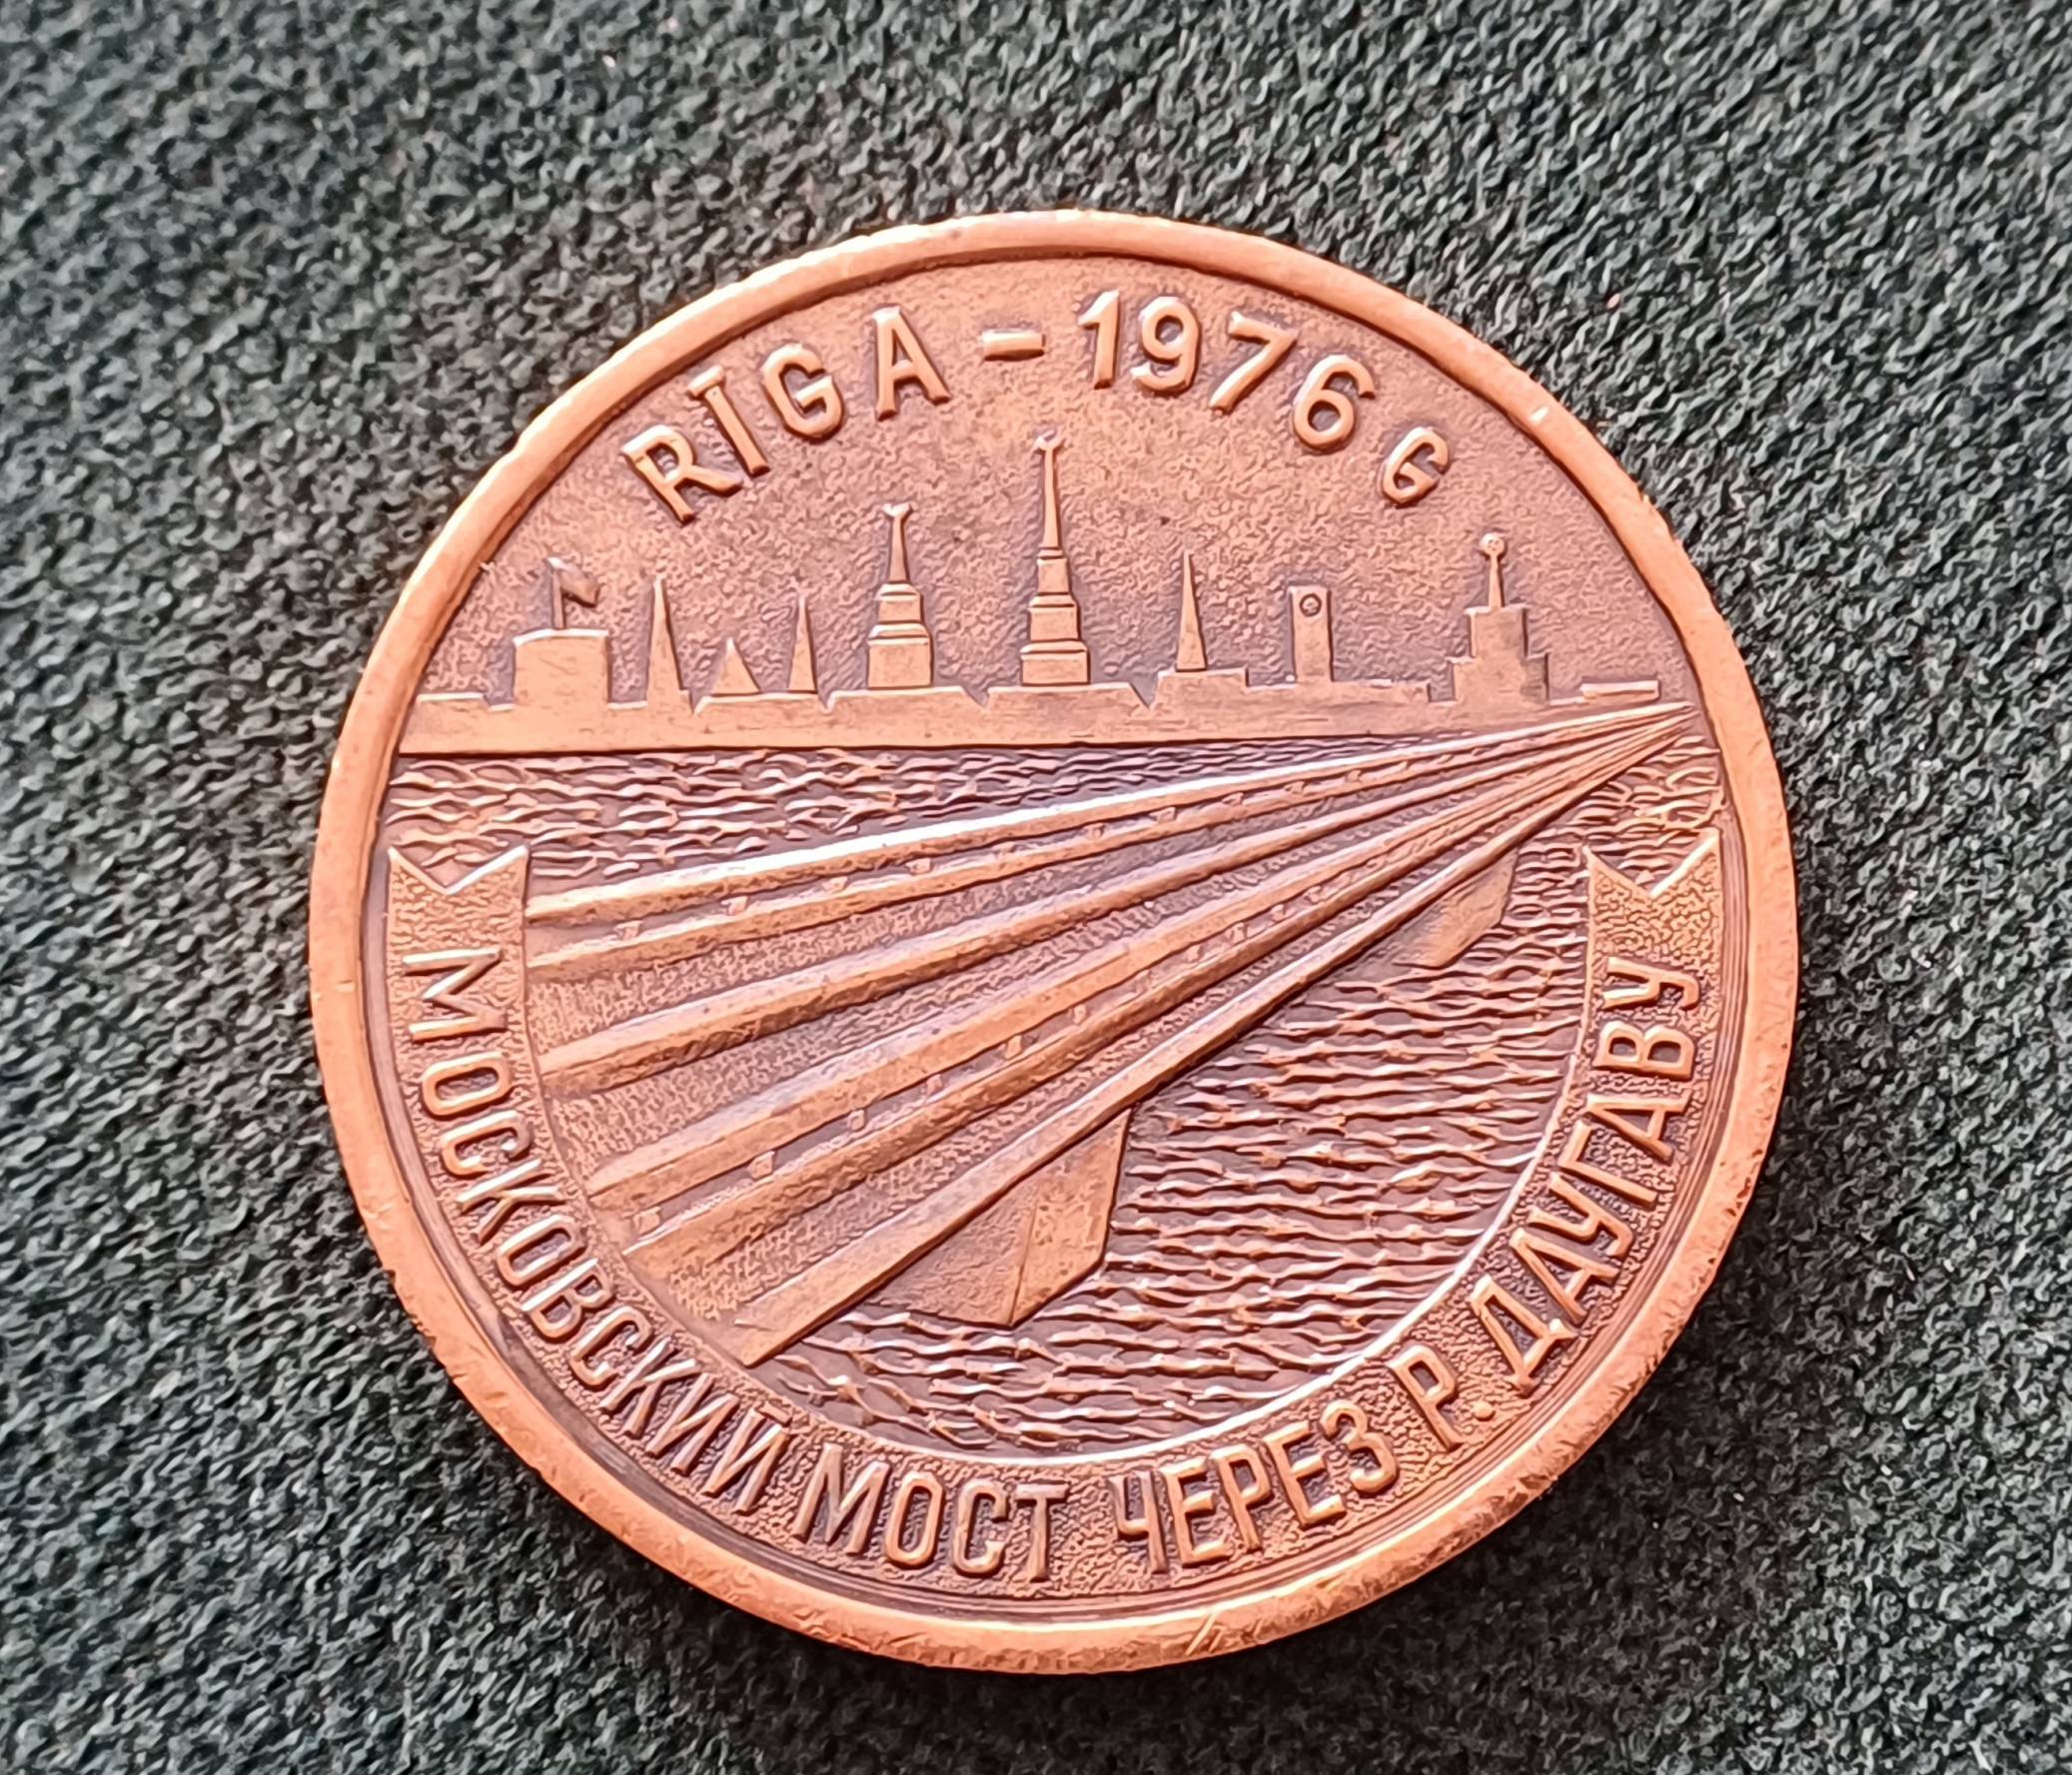 RĪGA - 1976 G
МОСКОВСКИЙ МОСТ ЧЕРЕЗ Р. ДАУГАВУ